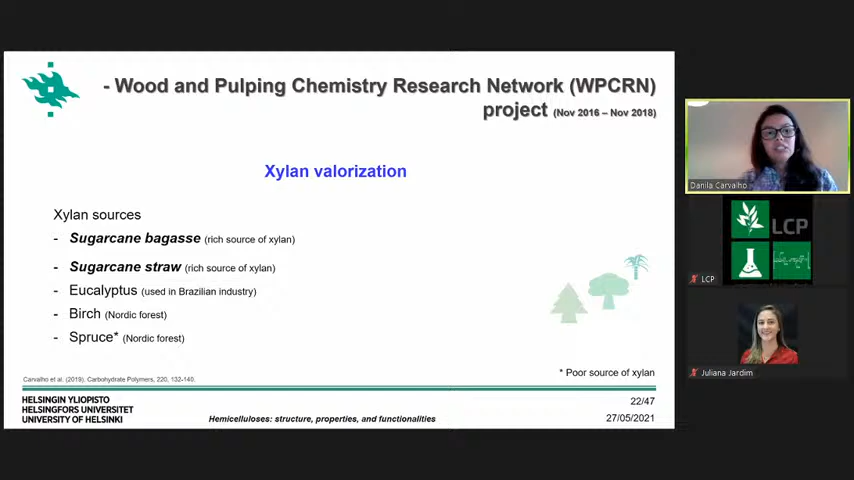 - Wood and Pulping Chemistry Research Network (WPCRN)
project (Nov 2016 – Nov 2018)
Xylan valorization
Xylan sources
- Sugarcane bagasse (rich source of xylan)
- Sugarcane straw (rich source of xylan)
- Eucalyptus (used in Brazilian industry)
- Birch (Nordic forest)
- Spruce* (Nordic forest)
* Poor source of xylan
Carvalho et al. (2019). Carbohydrate Polymers, 220, 132-140.
HELSINGIN YLIOPISTO
HELSINGFORS UNIVERSITET
UNIVERSITY OF HELSINKI
Hemicelluloses: structure, properties, and functionalities
22/47
27/05/2021
Danila Carvalho
LCP
LCP
Juliana Jardim